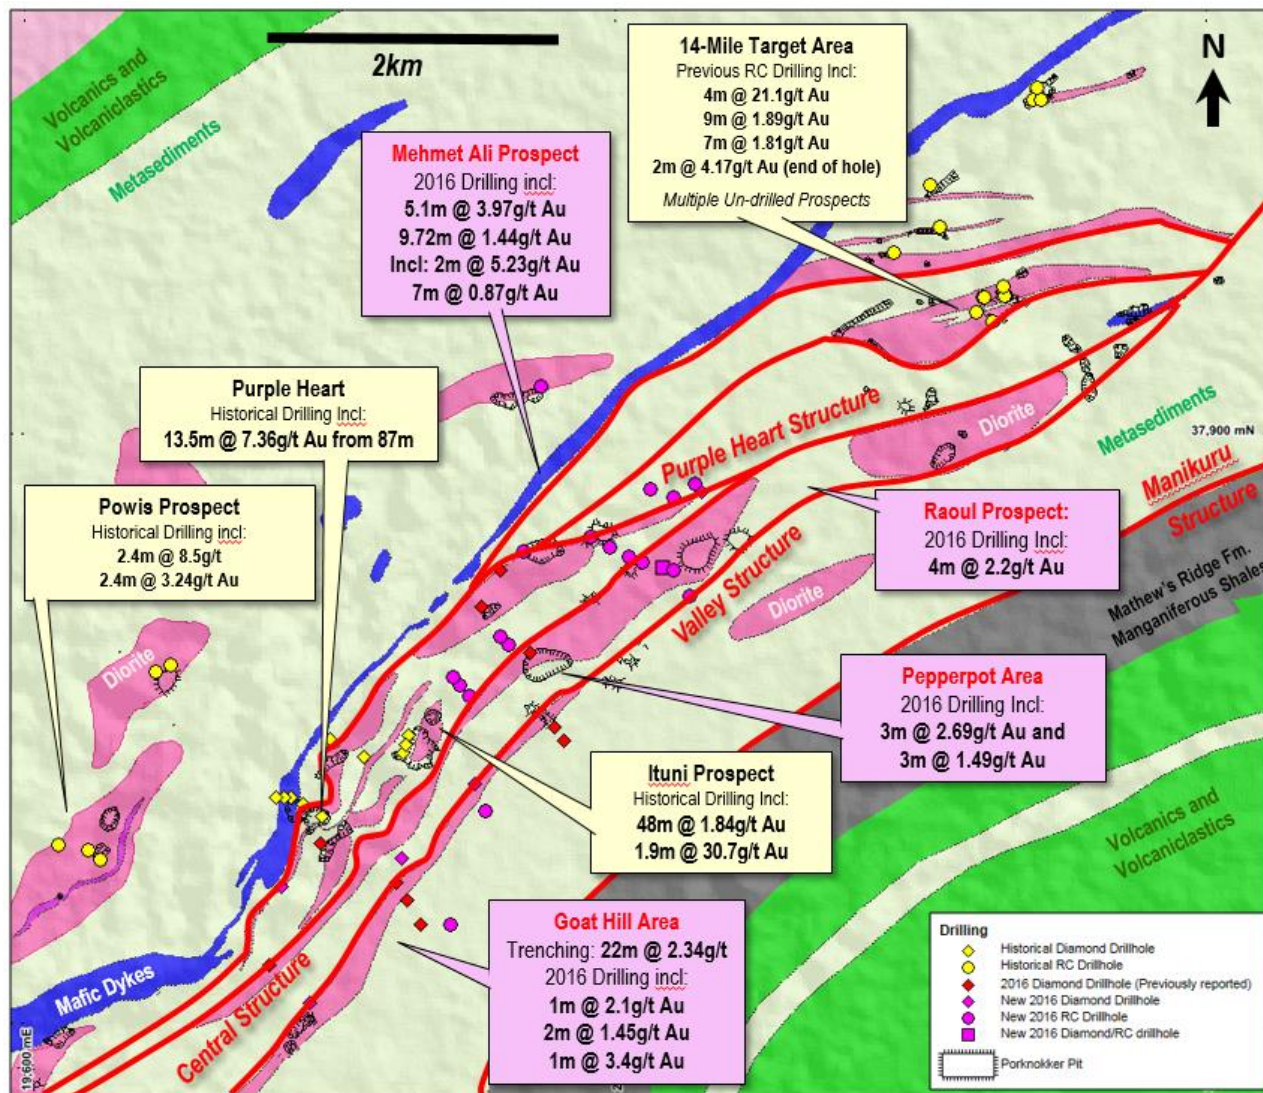 Volcanics and
Volcaniclastics
Metasediments
2km
14-Mile Target Area
Previous RC Drilling Incl:
4m @ 21.1g/t Au
9m @ 1.89g/t Au
7m @ 1.81g/t Au
2m @ 4.17g/t Au (end of hole)
Multiple Un-drilled Prospects
N
Mehmet Ali Prospect
2016 Drilling incl:
5.1m @ 3.97g/t Au
9.72m @ 1.44g/t Au
Incl: 2m @ 5.23g/t Au
7m @ 0.87g/t Au
Purple Heart
Historical Drilling Incl:
13.5m @ 7.36g/t Au from 87m
Powis Prospect
Historical Drilling incl:
2.4m @ 8.5g/t
2.4m @ 3.24g/t Au
Purple Heart Structure
Diorite
Metasediments
37,900 mN
Manikuru
Structure
Raoul Prospect:
2016 Drilling Incl:
4m @ 2.2g/t Au
Valley Structure
Diorite
Mathew's Ridge Fm.
Manganiferous Shales
Diorite
Pepperpot Area
2016 Drilling Incl:
3m @ 2.69g/t Au and
3m @ 1.49g/t Au
Ituni Prospect
Historical Drilling Incl:
48m @ 1.84g/t Au
1.9m @ 30.7g/t Au
Volcanics and
Volcaniclastics
Goat Hill Area
Trenching: 22m @ 2.34g/t
2016 Drilling incl:
1m @ 2.1g/t Au
2m @ 1.45g/t Au
1m @ 3.4g/t Au
Mafic Dykes
Central Structure
19,600 mE
Drilling
Historical Diamond Drillhole
Historical RC Drillhole
2016 Diamond Drillhole (Previously reported)
New 2016 Diamond Drillhole
New 2016 RC Drillhole
New 2016 Diamond/RC drillhole
Porknokker Pit